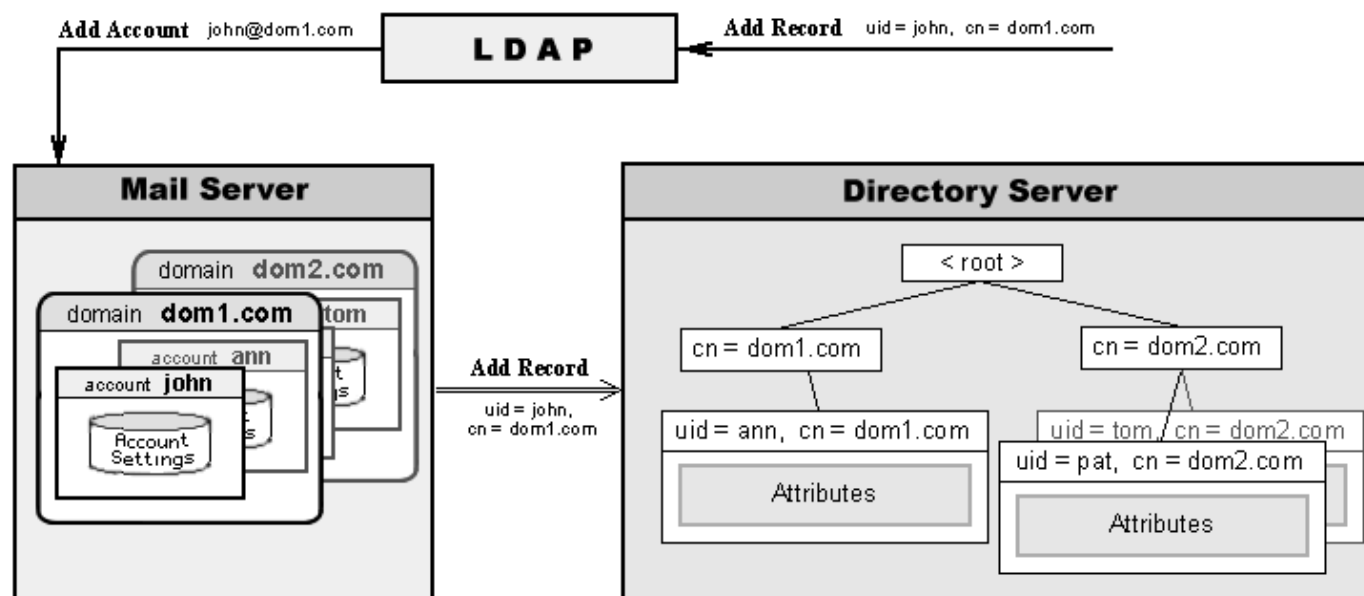 Add Account john@dom1.com
L D A P
Add Record uid = john, cn = dom1.com
Mail Server
domain dom2.com
tom
domain dom1.com
account ann
account john
Account
Settings
Add Record
uid = john,
cn = dom1.com
Directory Server
< root >
cn = dom1.com
cn = dom2.com
uid = ann, cn = dom1.com
Attributes
uid = tom, cn = dom2.com
uid = pat, cn = dom2.com
Attributes